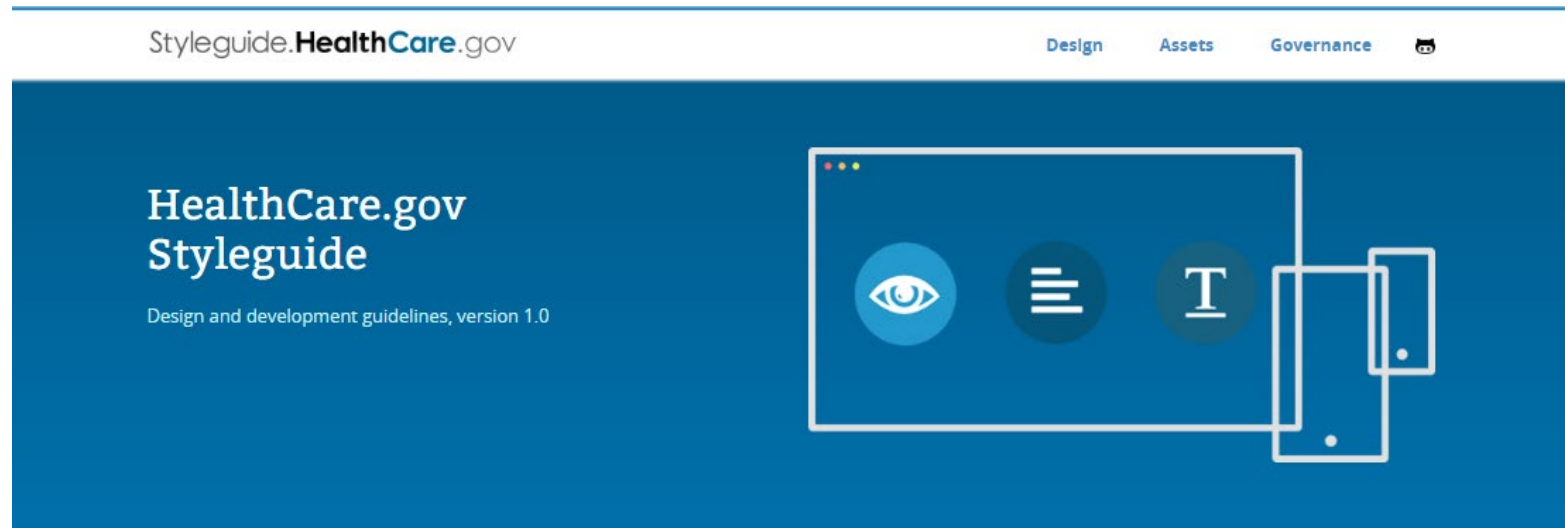 Styleguide.HealthCare.gov
Design Assets Governance
HealthCare.gov
Styleguide
Design and development guidelines, version 1.0
T